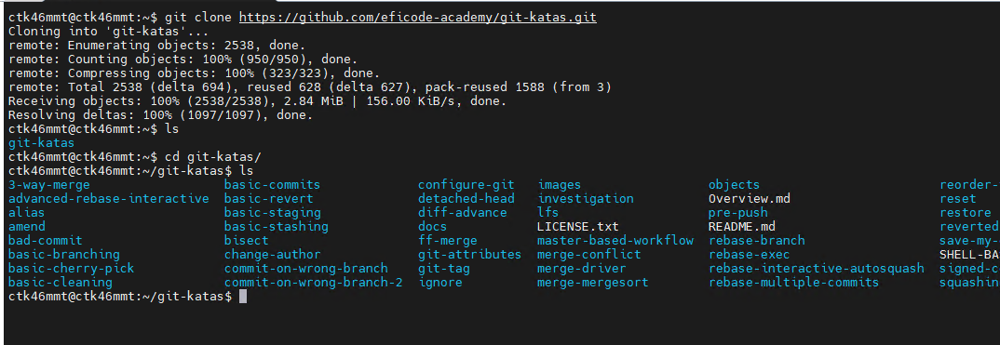 ctk46mmt@ctk46mmt:~$ git clone https://github.com/eficode-academy/git-katas.git
Cloning into 'git-katas'...
remote: Enumerating objects: 2538, done.
remote: Counting objects: 100% (950/950), done.
remote: Compressing objects: 100% (323/323), done.
remote: Total 2538 (delta 694), reused 628 (delta 627), pack-reused 1588 (from 3)
Receiving objects: 100% (2538/2538), 2.84 MiB | 156.00 KiB/s, done.
Resolving deltas: 100% (1097/1097), done.
ctk46mmt@ctk46mmt:~$ ls
git-katas
ctk46mmt@ctk46mmt:~$ cd git-katas/
ctk46mmt@ctk46mmt:~/git-katas$ ls
3-way-merge basic-commits configure-git images objects reorder-
advanced-rebase-interactive basic-revert detached-head investigation Overview.md reset
alias basic-staging diff-advance lfs pre-push restore
amend basic-stashing docs LICENSE.txt README.md reverted
bad-commit bisect ff-merge master-based-workflow rebase-branch save-my-
basic-branching change-author git-attributes merge-conflict rebase-exec SHELL-BA
basic-cherry-pick commit-on-wrong-branch git-tag merge-driver rebase-interactive-autosquash signed-c
basic-cleaning commit-on-wrong-branch-2 ignore merge-mergesort rebase-multiple-commits squashin
ctk46mmt@ctk46mmt:~/git-katas$